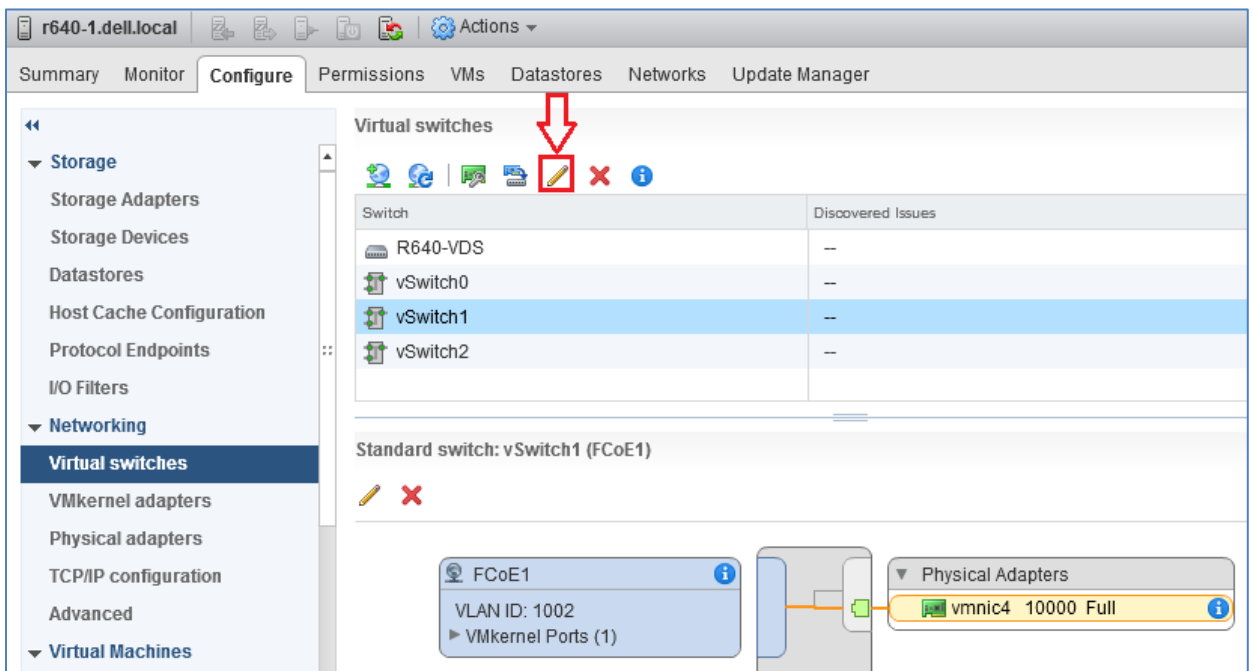 r640-1.dell.local Actions
Summary Monitor Configure Permissions VMs Datastores Networks Update Manager
Storage
Storage Adapters
Storage Devices
Datastores
Host Cache Configuration
Protocol Endpoints
I/O Filters
Networking
Virtual switches
VMkernel adapters
Physical adapters
TCP/IP configuration
Advanced
Virtual Machines
Virtual switches
Switch Discovered Issues
R640-VDS --
vSwitch0 --
vSwitch1 --
vSwitch2 --
Standard switch: vSwitch1 (FCoE1)
FCoE1
VLAN ID: 1002
VMkernel Ports (1)
Physical Adapters
vmnic4 10000 Full